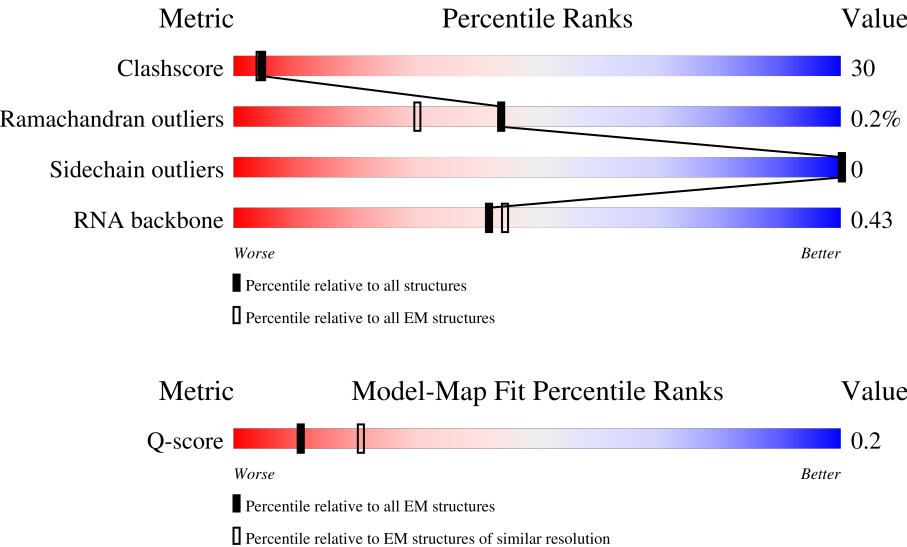 Metric Percentile Ranks Value
Clashscore 30
Ramachandran outliers 0.2%
Sidechain outliers 0
RNA backbone 0.43
Worse Better
Percentile relative to all structures
Percentile relative to all EM structures
Metric Model-Map Fit Percentile Ranks Value
Q-score 0.2
Worse Better
Percentile relative to all EM structures
Percentile relative to EM structures of similar resolution